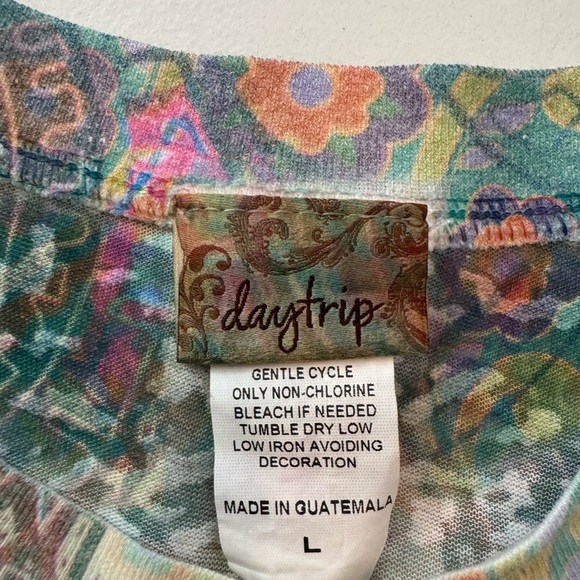 daytrip
GENTLE CYCLE
ONLY NON-CHLORINE
BLEACH IF NEEDED
TUMBLE DRY LOW
LOW IRON AVOIDING
DECORATION
MADE IN GUATEMALA
L